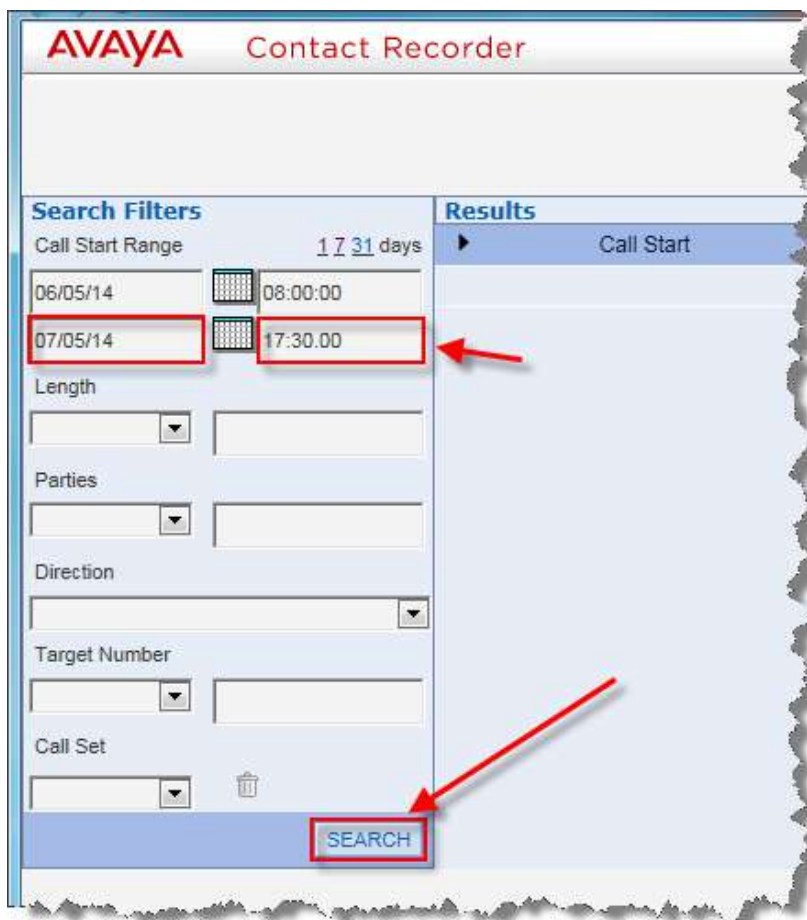 AVAYA Contact Recorder
Search Filters
Results
Call Start Range 1 7 31 days
Call Start
06/05/14 08:00:00
07/05/14 17:30.00
Length
Parties
Direction
Target Number
Call Set
SEARCH